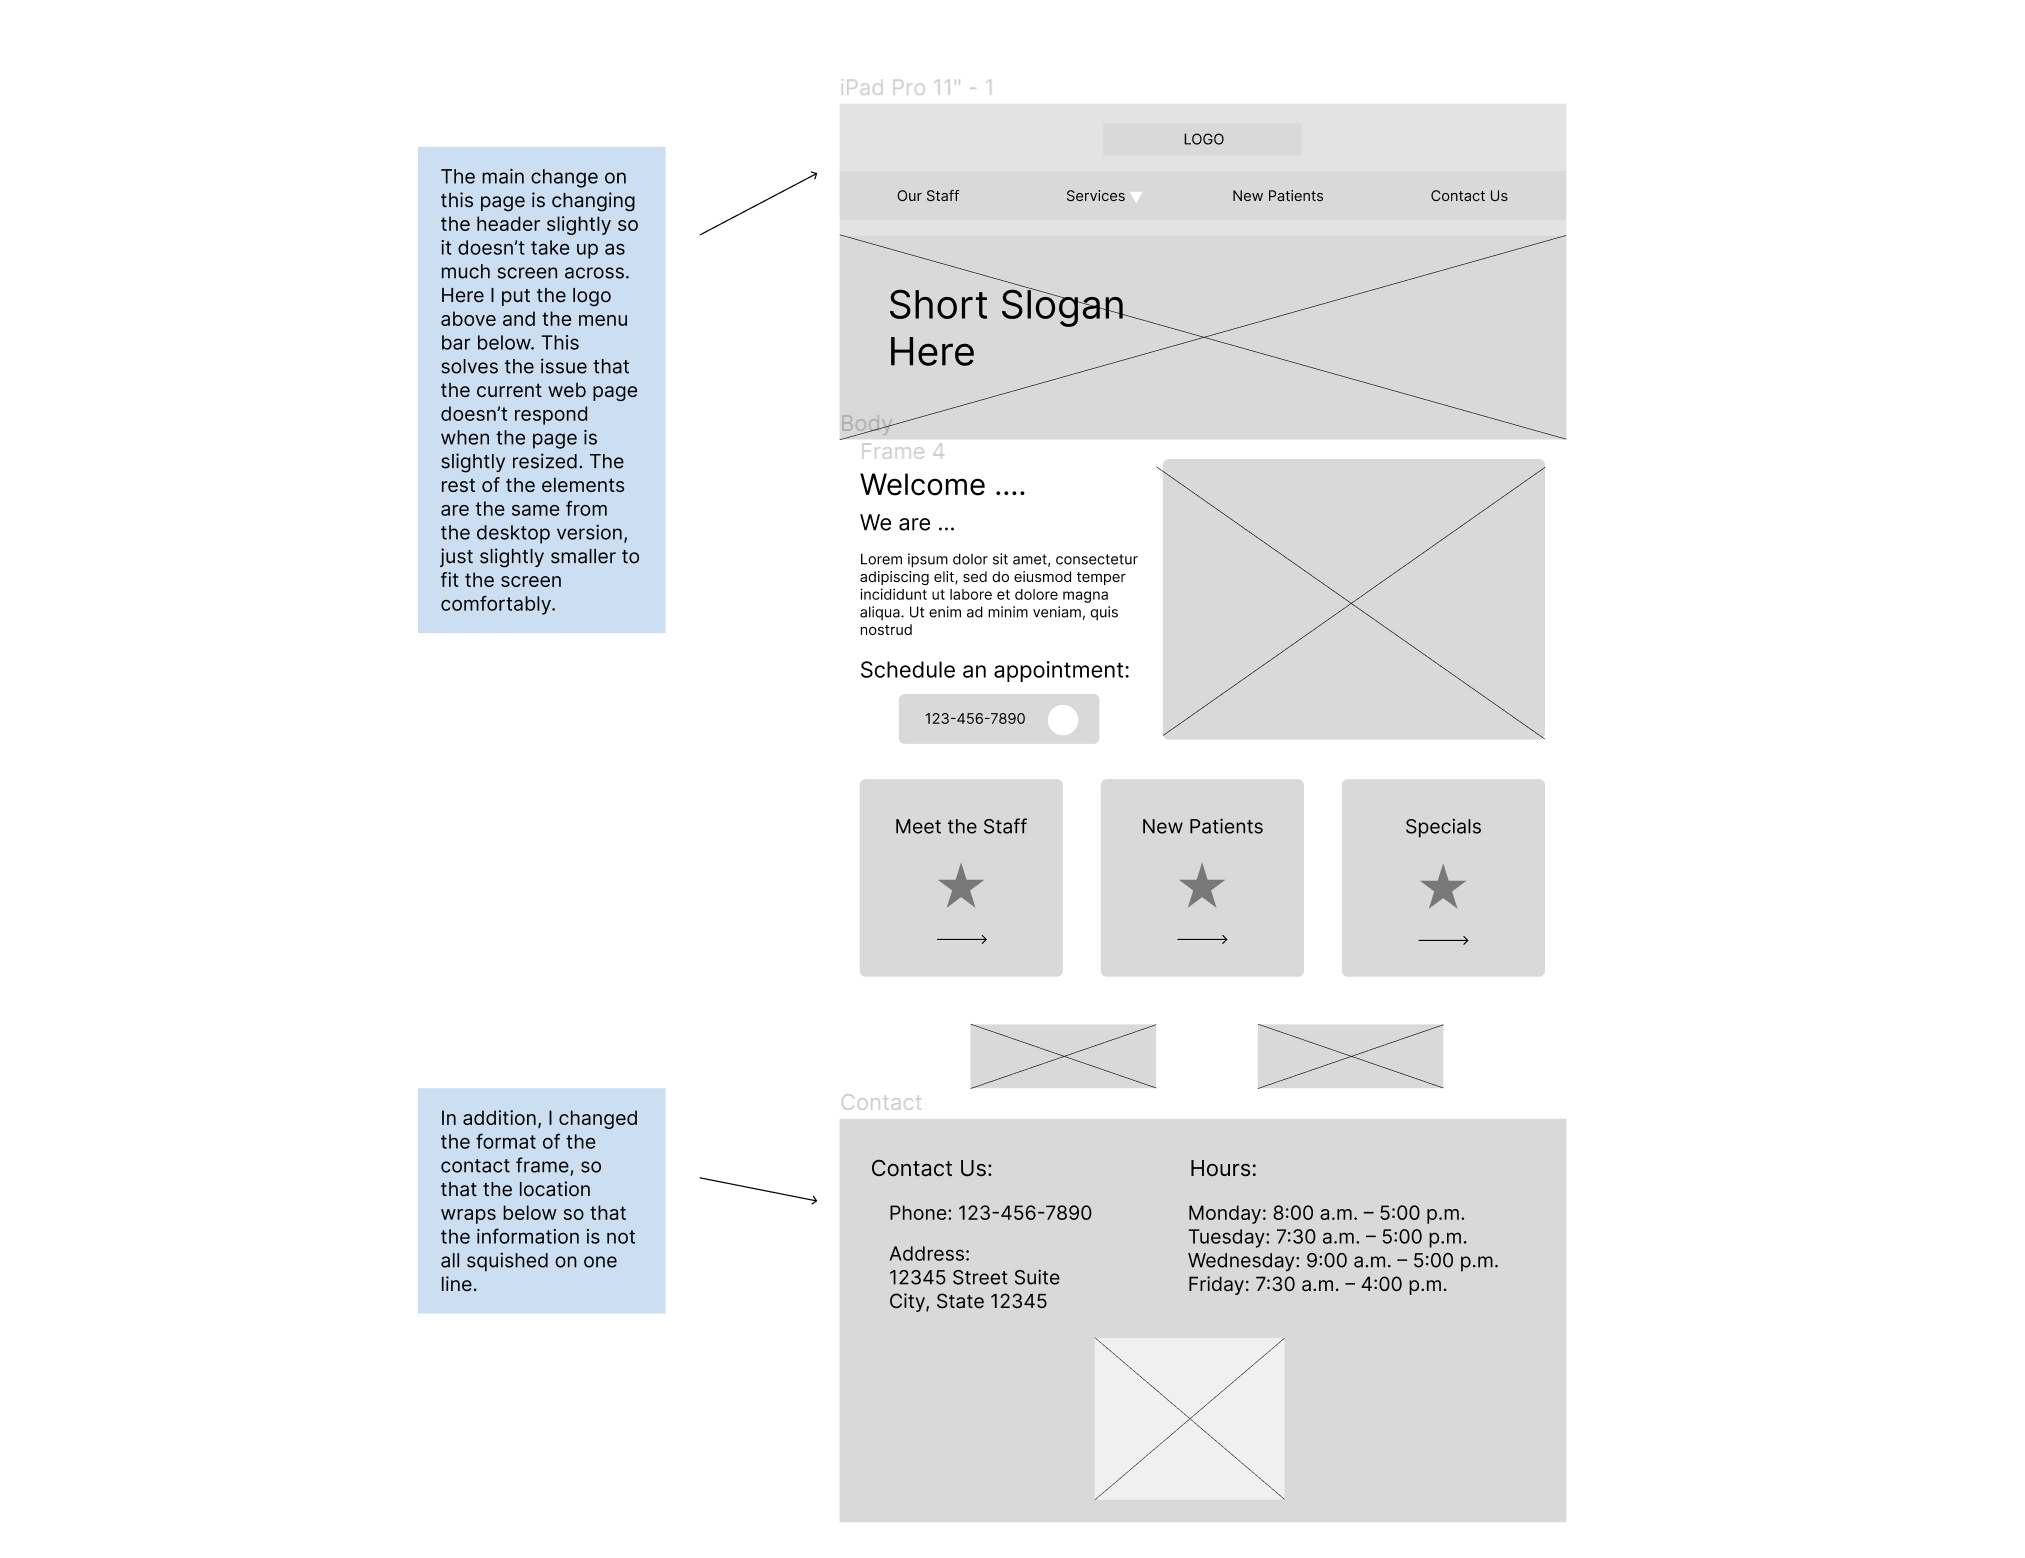 iPad Pro 11" - 1
The main change on
this page is changing
the header slightly so
it doesn’t take up as
much screen across.
Here I put the logo
above and the menu
bar below. This
solves the issue that
the current web page
doesn’t respond
when the page is
slightly resized. The
rest of the elements
are the same from
the desktop version,
just slightly smaller to
fit the screen
comfortably.
LOGO
Our Staff
Services
New Patients
Contact Us
Short Slogan
Here
Body
Frame 4
Welcome ....
We are ...
Lorem ipsum dolor sit amet, consectetur
adipiscing elit, sed do eiusmod temper
incididunt ut labore et dolore magna
aliqua. Ut enim ad minim veniam, quis
nostrud
Schedule an appointment:
123-456-7890
Meet the Staff
New Patients
Specials
In addition, I changed
the format of the
contact frame, so
that the location
wraps below so that
the information is not
all squished on one
line.
Contact
Contact Us:
Phone: 123-456-7890
Address:
12345 Street Suite
City, State 12345
Hours:
Monday: 8:00 a.m. – 5:00 p.m.
Tuesday: 7:30 a.m. – 5:00 p.m.
Wednesday: 9:00 a.m. – 5:00 p.m.
Friday: 7:30 a.m. – 4:00 p.m.